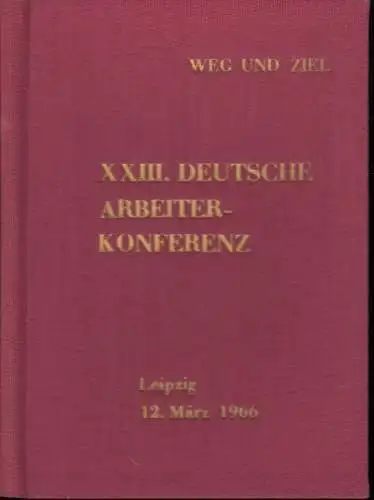 WEG UND ZIEL
XXIII. DEUTSCHE
ARBEITER-
KONFERENZ
Leipzig
12. März 1966